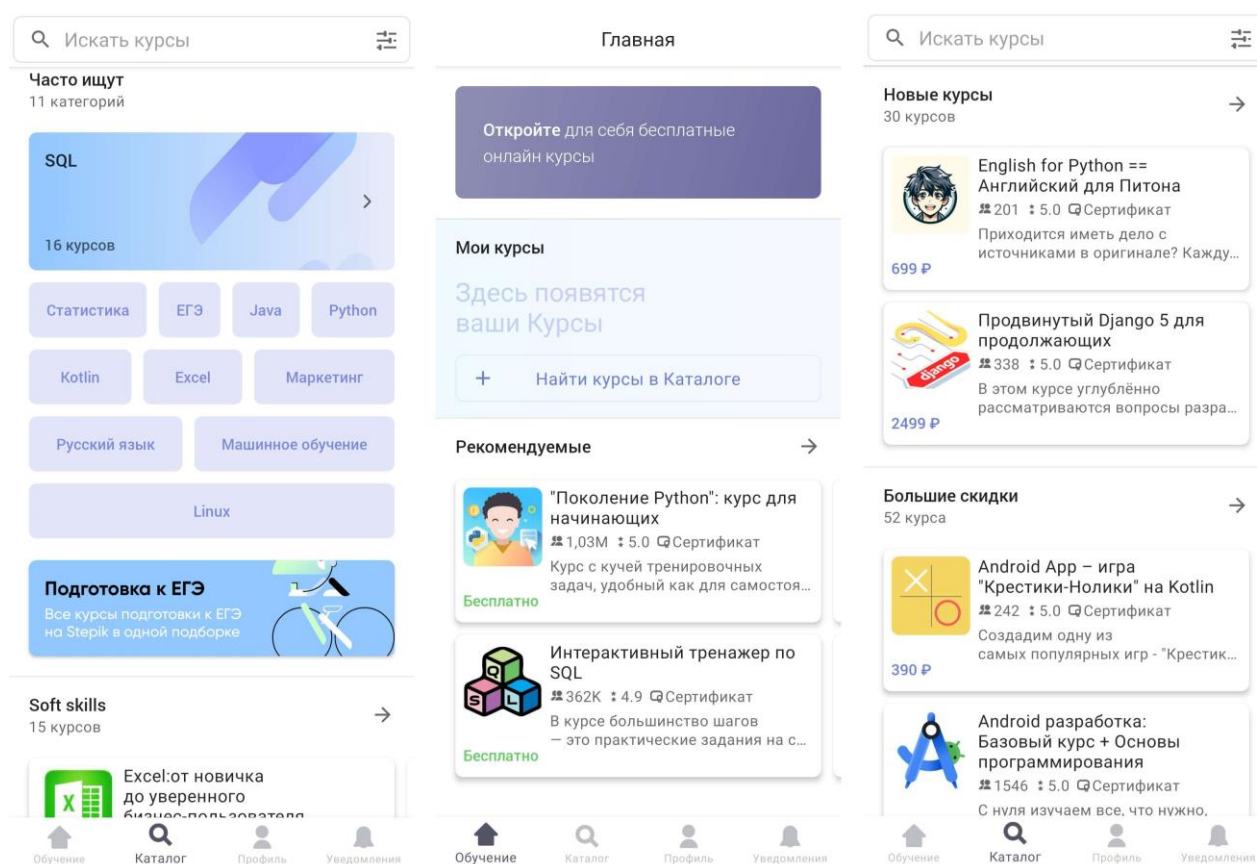 Искать курсы
Часто ищут
11 категорий
SQL
16 курсов
Статистика
ЕГЭ
Java
Python
Kotlin
Excel
Маркетинг
Русский язык
Машинное обучение
Linux
Подготовка к ЕГЭ
Все курсы подготовки к ЕГЭ
на Stepik в одной подборке
Soft skills
15 курсов
Excel:от новичка
до уверенного
бизнес-пользователя
Обучение
Каталог
Профиль
Уведомления
Главная
Откройте для себя бесплатные
онлайн курсы
Мои курсы
Здесь появятся
ваши Курсы
+ Найти курсы в Каталоге
Рекомендуемые
"Поколение Python": курс для
начинающих
1,03M 5.0 Сертификат
Курс с кучей тренировочных
задач, удобный как для самостоя...
Бесплатно
Интерактивный тренажер по
SQL
362K 4.9 Сертификат
В курсе большинство шагов
— это практические задания на с...
Q
S L
Бесплатно
Обучение
Каталог
Профиль
Уведомления
Искать курсы
Новые курсы
30 курсов
English for Python ==
Английский для Питона
201 5.0 Сертификат
Приходится иметь дело с
источниками в оригинале? Кажду...
699 ₽
Продвинутый Django 5 для
продолжающих
338 5.0 Сертификат
В этом курсе углублённо
рассматриваются вопросы разра...
django
2499 ₽
Большие скидки
52 курса
Android App – игра
"Крестики-Нолики" на Kotlin
242 5.0 Сертификат
Создадим одну из
самых популярных игр - "Крестик...
390 ₽
Android разработка:
Базовый курс + Основы
программирования
1546 5.0 Сертификат
С нуля изучаем все, что нужно,
Обучение
Каталог
Профиль
Уведомления